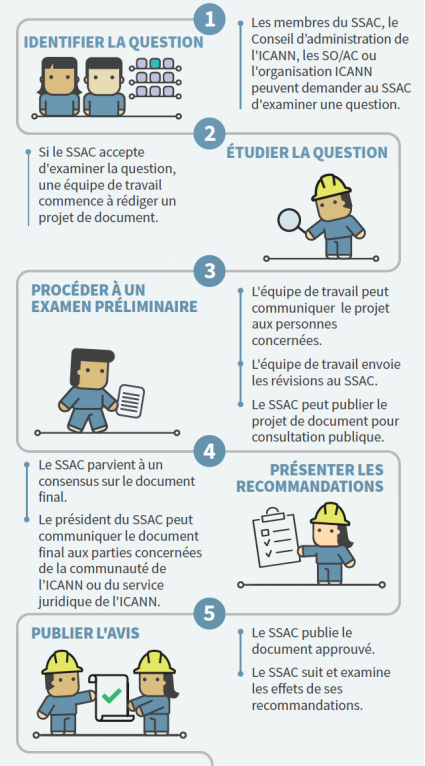 1
IDENTIFIER LA QUESTION
Les membres du SSAC, le
Conseil d'administration de
l'ICANN, les SO/AC ou
l'organisation ICANN
peuvent demander au SSAC
d'examiner une question.
2
ÉTUDIER LA QUESTION
Si le SSAC accepte
d'examiner la question,
une équipe de travail
commence à rédiger un
projet de document.
3
PROCÉDER À UN
EXAMEN PRÉLIMINAIRE
L'équipe de travail peut
communiquer le projet
aux personnes
concernées.
L'équipe de travail envoie
les révisions au SSAC.
Le SSAC peut publier le
projet de document pour
consultation publique.
4
PRÉSENTER LES
RECOMMANDATIONS
Le SSAC parvient à un
consensus sur le document
final.
Le président du SSAC peut
communiquer le document
final aux parties concernées
de la communauté de
l'ICANN ou du service
juridique de l'ICANN.
5
PUBLIER L'AVIS
Le SSAC publie le
document approuvé.
Le SSAC suit et examine
les effets de ses
recommandations.